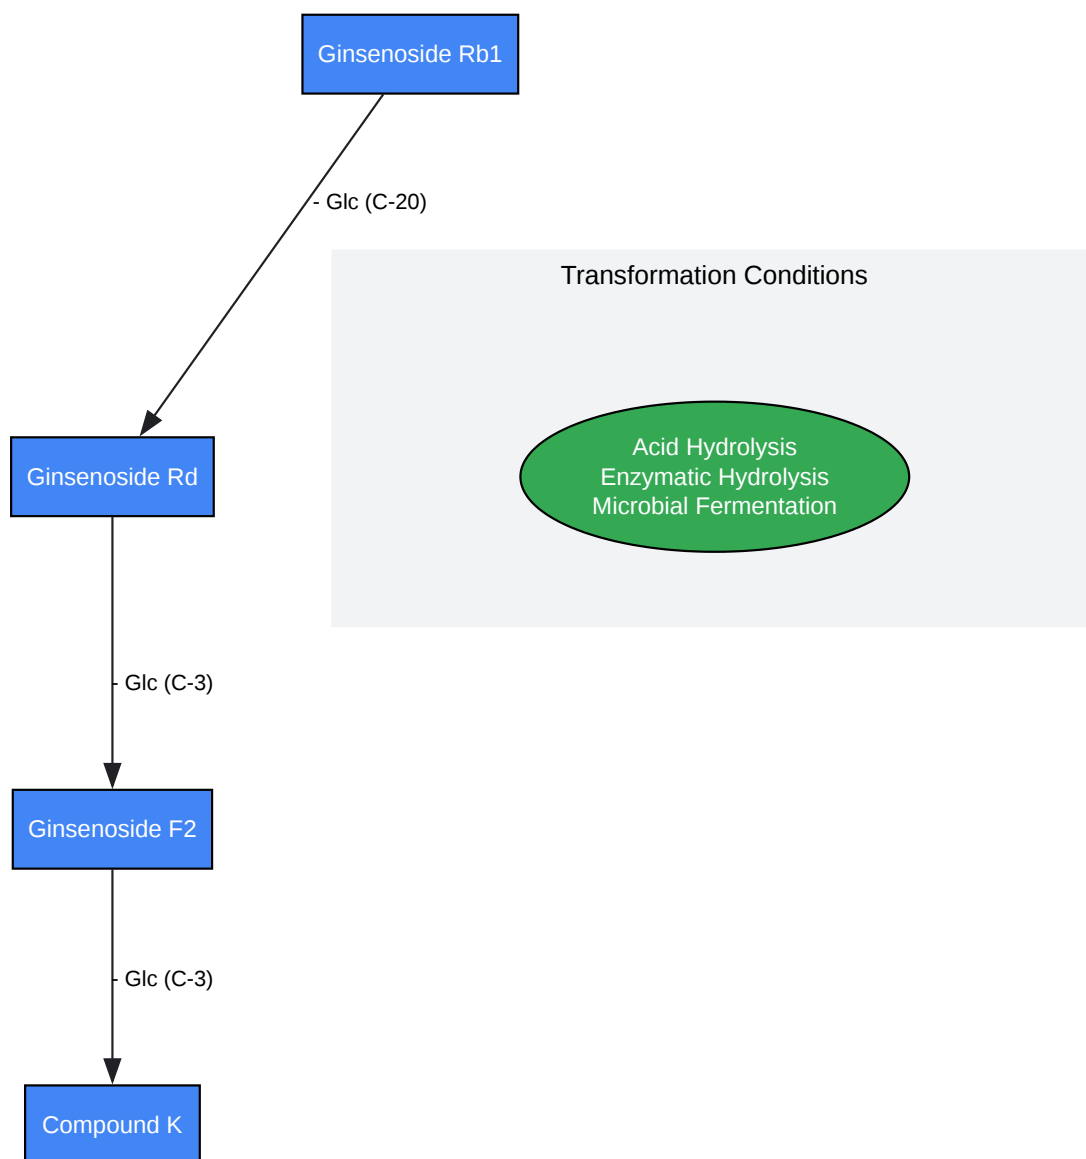 Ginsenoside Rb1
- Glc (C-20)
Transformation Conditions
Acid Hydrolysis
Enzymatic Hydrolysis
Microbial Fermentation
Ginsenoside Rd
- Glc (C-3)
Ginsenoside F2
- Glc (C-3)
Compound K